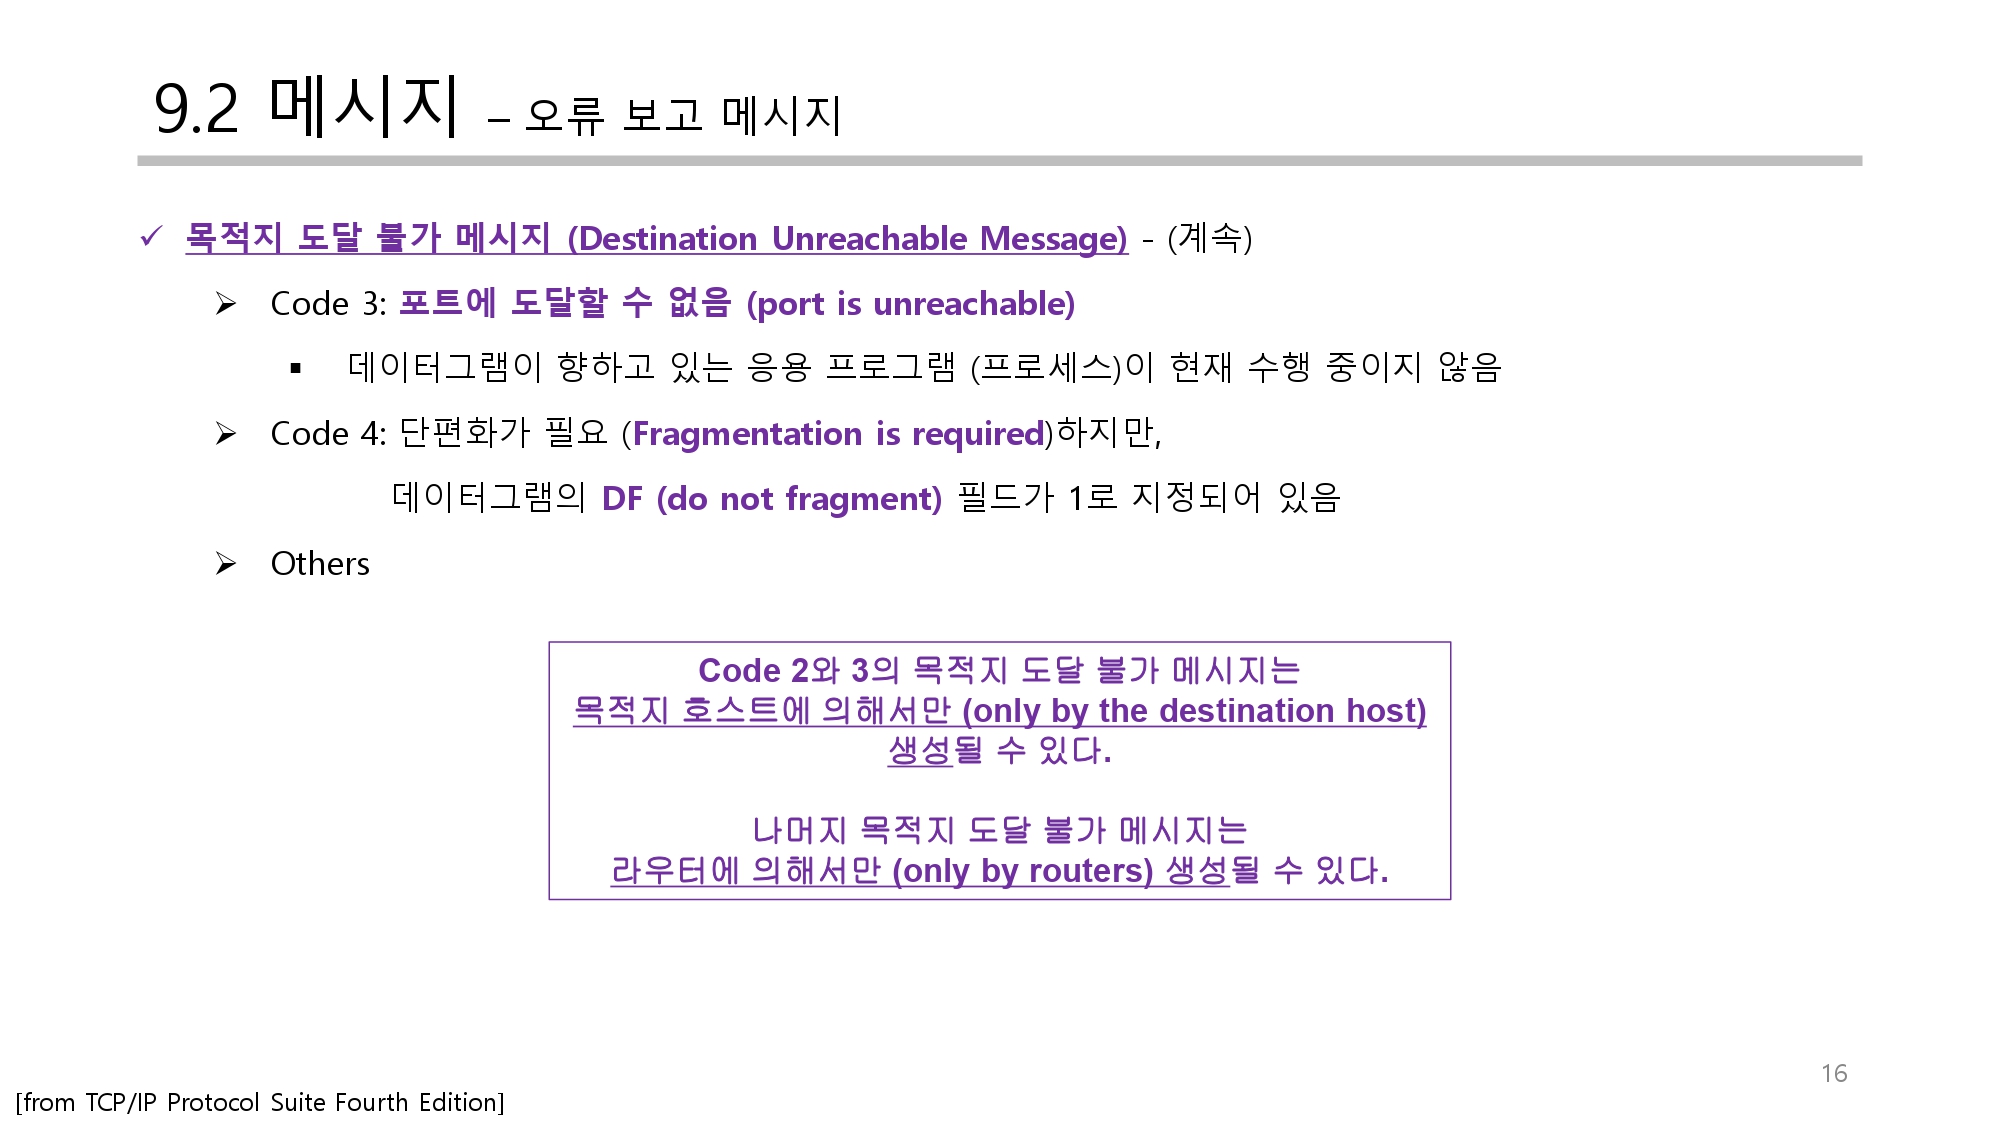 9.2 메시지 – 오류 보고 메시지
✓ 목적지 도달 불가 메시지 (Destination Unreachable Message) - (계속)
➢ Code 3: 포트에 도달할 수 없음 (port is unreachable)
▪ 데이터그램이 향하고 있는 응용 프로그램 (프로세스)이 현재 수행 중이지 않음
➢ Code 4: 단편화가 필요 (Fragmentation is required)하지만,
데이터그램의 DF (do not fragment) 필드가 1로 지정되어 있음
➢ Others
Code 2와 3의 목적지 도달 불가 메시지는
목적지 호스트에 의해서만 (only by the destination host)
생성될 수 있다.
나머지 목적지 도달 불가 메시지는
라우터에 의해서만 (only by routers) 생성될 수 있다.
16
[from TCP/IP Protocol Suite Fourth Edition]